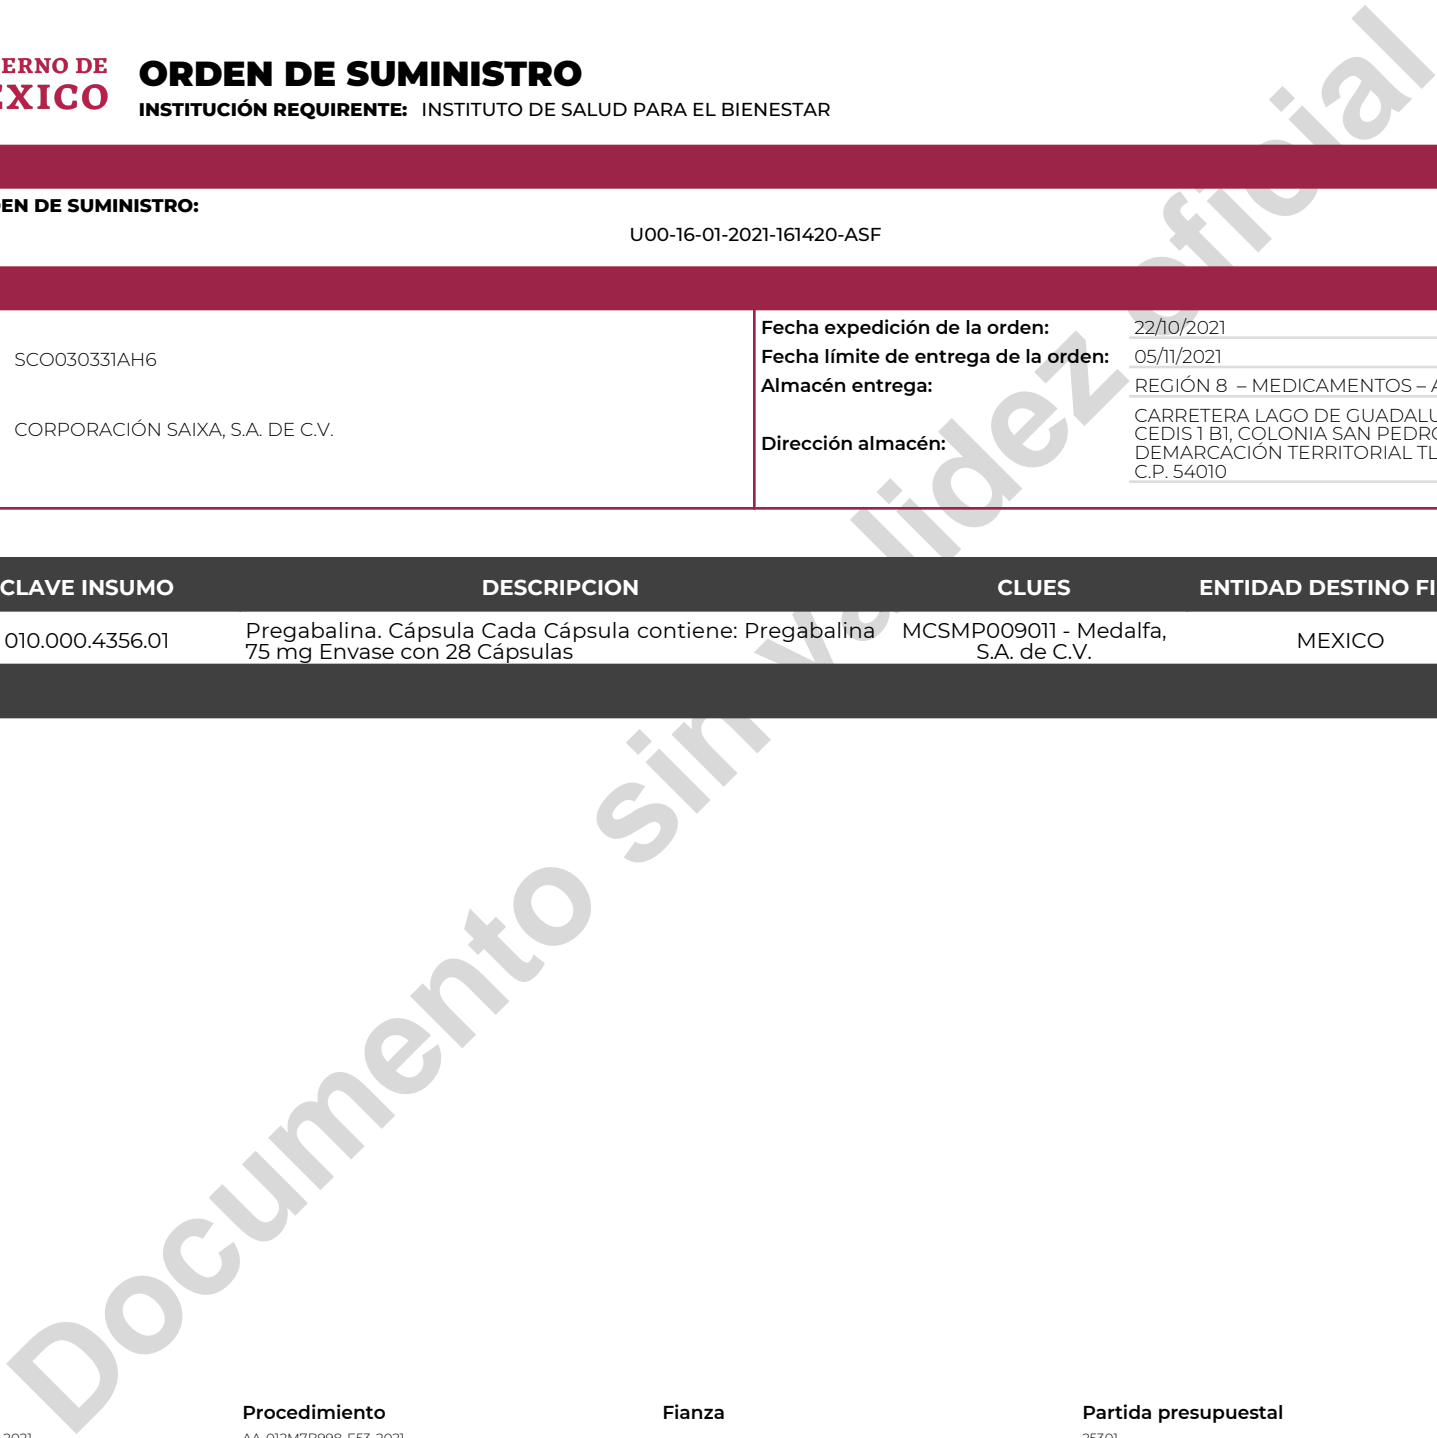 ERNO DE
ORDEN DE SUMINISTRO
INSTITUCIÓN REQUIRENTE: INSTITUTO DE SALUD PARA EL BIENESTAR
EN DE SUMINISTRO:
U00-16-01-2021-161420-ASF
SCO030331AH6
CORPORACIÓN SAIXA, S.A. DE C.V.
Fecha expedición de la orden: 22/10/2021
Fecha límite de entrega de la orden: 05/11/2021
Almacén entrega: REGIÓN 8 – MEDICAMENTOS –
Dirección almacén:
CARRETERA LAGO DE GUADALU
CEDIS 1 B1, COLONIA SAN PEDRO
DEMARCACIÓN TERRITORIAL TL
C.P. 54010
CLAVE INSUMO DESCRIPCION CLUES ENTIDAD DESTINO FI
010.000.4356.01
Pregabalina. Cápsula Cada Cápsula contiene: Pregabalina
75 mg Envase con 28 Cápsulas
MCSMP009011 - Medalfa,
S.A. de C.V.
MEXICO
Documento sin validez oficial
Procedimiento Fianza Partida presupuestal